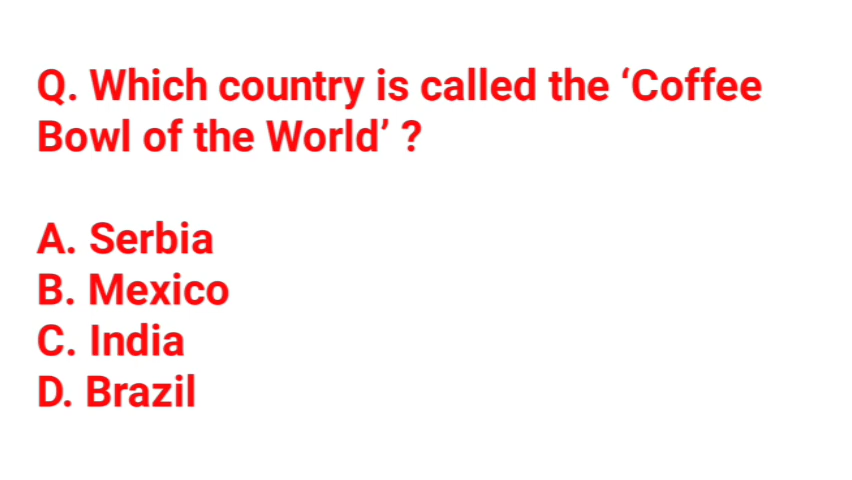 Q. Which country is called the ‘Coffee
Bowl of the World’ ?
A. Serbia
B. Mexico
C. India
D. Brazil